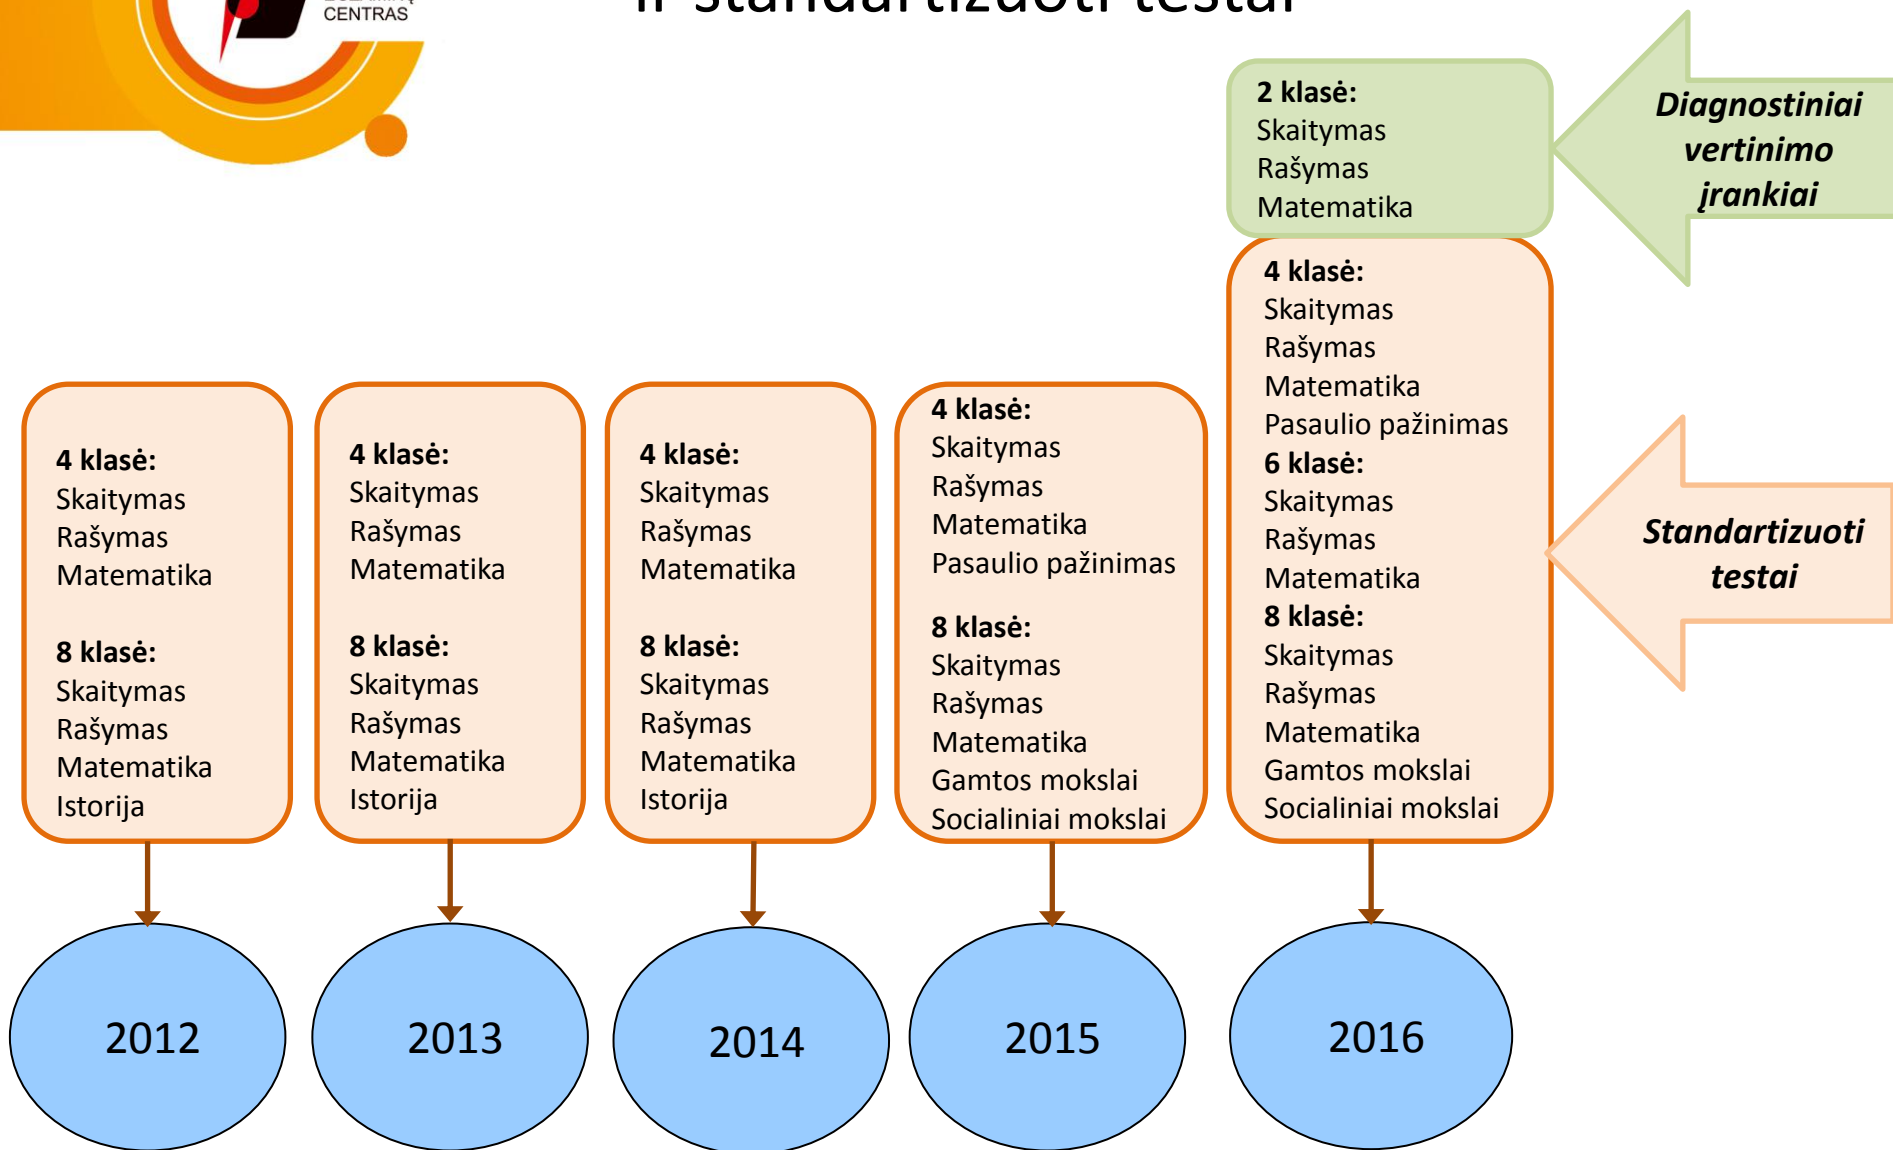 CENTRAS
ir standartizuoti testai
2 klasė:
Skaitymas
Rašymas
Matematika
Diagnostiniai
vertinimo
įrankiai
4 klasė:
Skaitymas
Rašymas
Matematika
8 klasė:
Skaitymas
Rašymas
Matematika
Istorija
4 klasė:
Skaitymas
Rašymas
Matematika
8 klasė:
Skaitymas
Rašymas
Matematika
Istorija
4 klasė:
Skaitymas
Rašymas
Matematika
8 klasė:
Skaitymas
Rašymas
Matematika
Istorija
4 klasė:
Skaitymas
Rašymas
Matematika
Pasaulio pažinimas
8 klasė:
Skaitymas
Rašymas
Matematika
Gamtos mokslai
Socialiniai mokslai
4 klasė:
Skaitymas
Rašymas
Matematika
Pasaulio pažinimas
6 klasė:
Skaitymas
Rašymas
Matematika
8 klasė:
Skaitymas
Rašymas
Matematika
Gamtos mokslai
Socialiniai mokslai
Standartizuoti
testai
2012
2013
2014
2015
2016